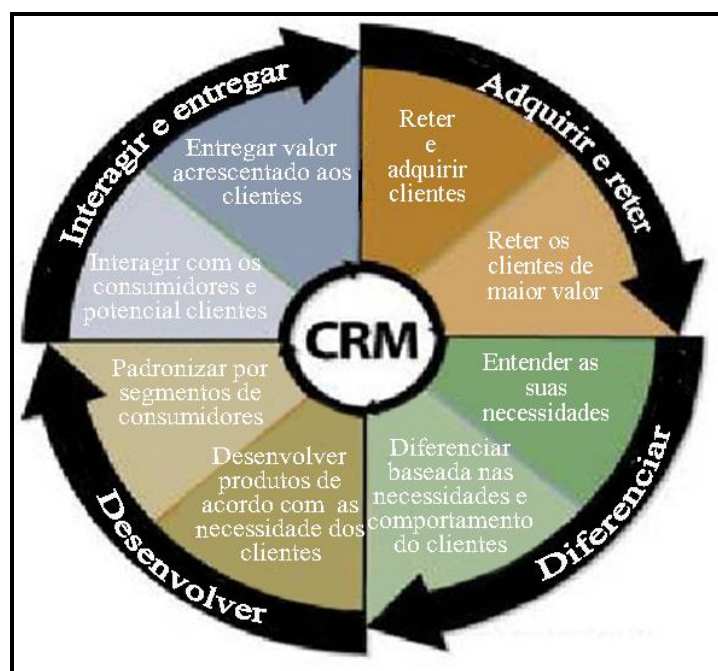 Adquirir e reter
Reter
e
adquirir
clientes
Reter os
clientes de
maior valor
Diferenciar
Entender as
suas
necessidades
Diferenciar
baseada nas
necessidades e
comportamento
do clientes
Desenvolver
Desenvolver
produtos de
acordo com as
necessidade dos
clientes
Padronizar por
segmentos de
consumidores
Interagir e entregar
Interagir com os
consumidores e
potencial clientes
Entregar valor
acrescentado aos
clientes
CRM